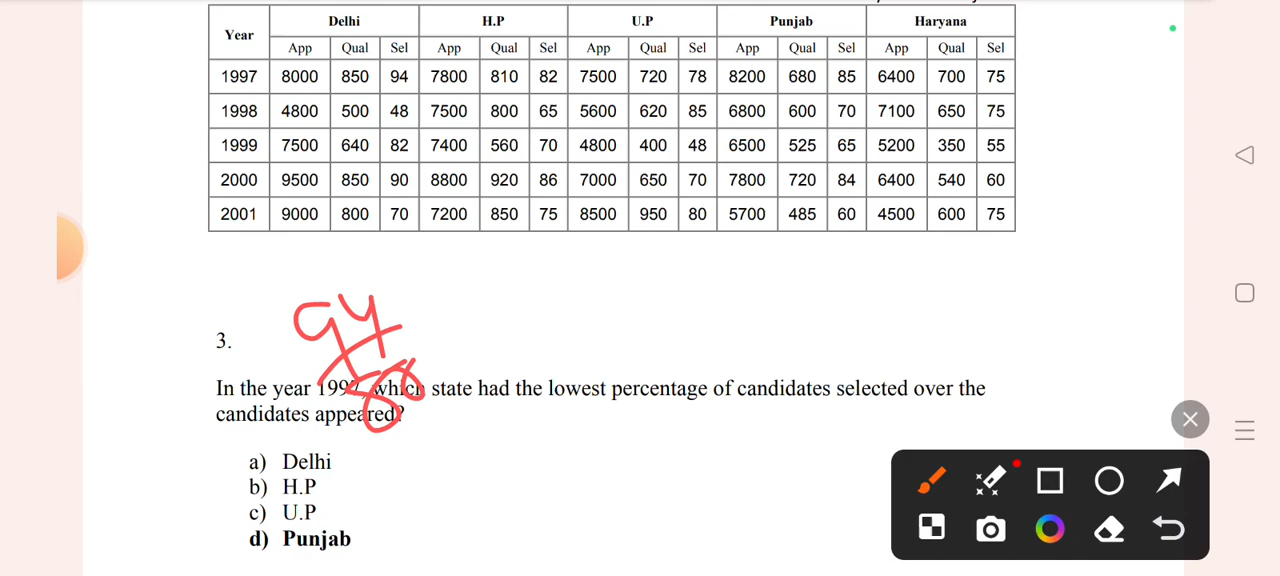 Year Delhi H.P U.P Punjab Haryana
App Qual Sel App Qual Sel App Qual Sel App Qual Sel App Qual Sel
1997 8000 850 94 7800 810 82 7500 720 78 8200 680 85 6400 700 75
1998 4800 500 48 7500 800 65 5600 620 85 6800 600 70 7100 650 75
1999 7500 640 82 7400 560 70 4800 400 48 6500 525 65 5200 350 55
2000 9500 850 90 8800 920 86 7000 650 70 7800 720 84 6400 540 60
2001 9000 800 70 7200 850 75 8500 950 80 5700 485 60 4500 600 75
94
3.
In the year 1997, which state had the lowest percentage of candidates selected over the
candidates appeared?
a) Delhi
b) H.P
c) U.P
d) Punjab